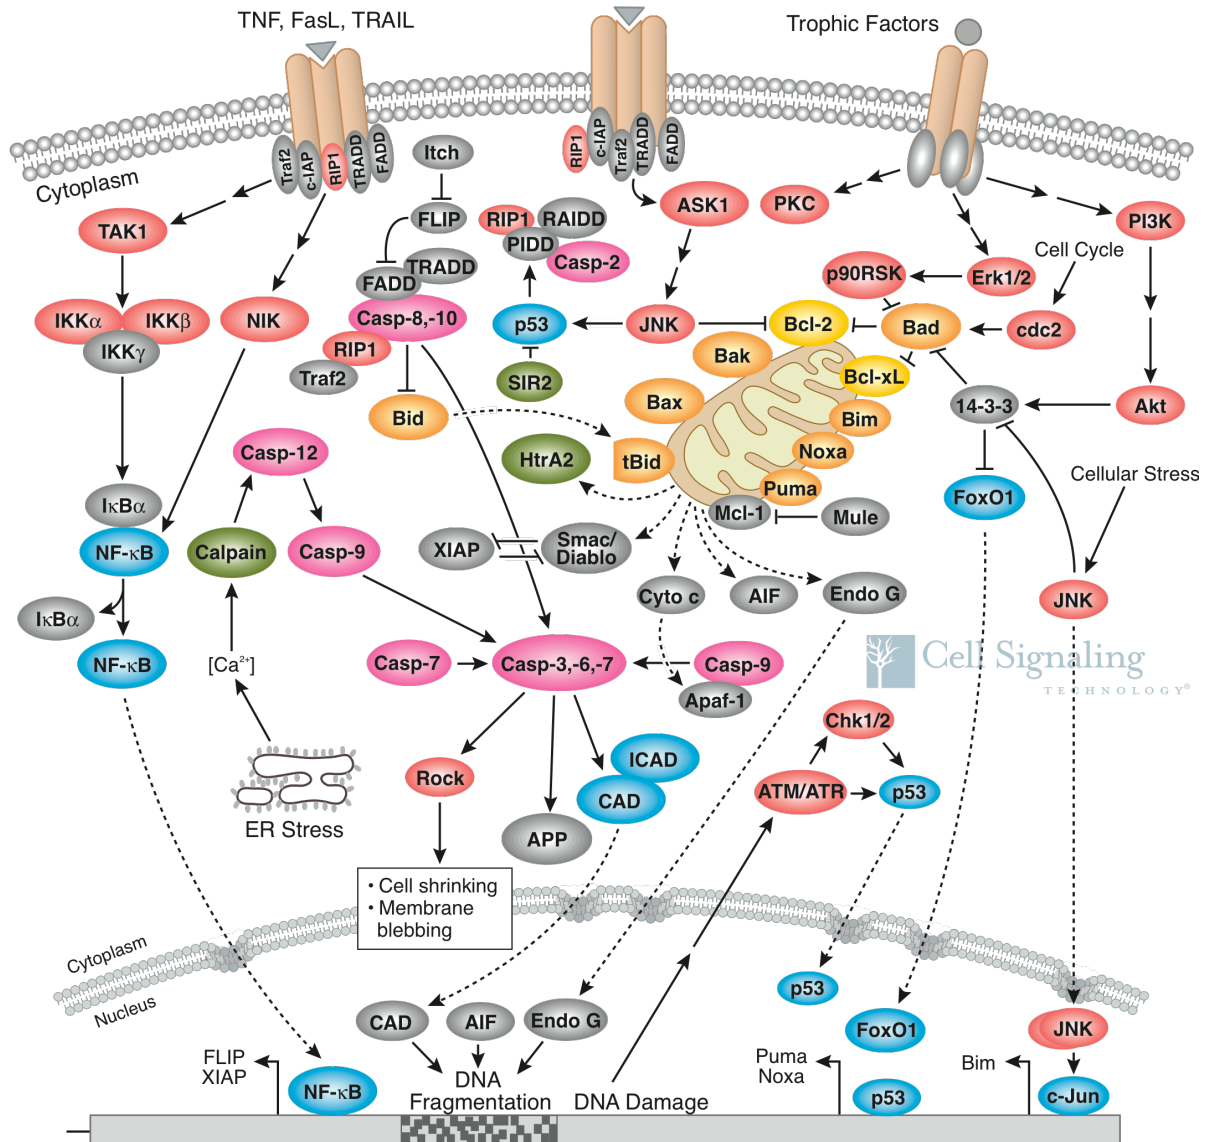 TNF, FasL, TRAIL
Trophic Factors
Traf2
c-IAP
RIP1
TRADD
FADD
RIP1
c-IAP
Traf2
TRADD
FADD
Cytoplasm
Itch
FLIP
TAK1
RIP1
RAIDD
PIDD
Casp-2
ASK1
PKC
PI3K
Cell Cycle
TRADD
FADD
p90RSK
Erk1/2
IKKα
IKKβ
IKKγ
NIK
Casp-8,-10
p53
JNK
Bcl-2
Bad
cdc2
RIP1
Traf2
SIR2
Bak
Bcl-xL
Bid
Bax
Bim
14-3-3
Akt
Casp-12
HtrA2
tBid
Noxa
Puma
Cellular Stress
FoxO1
IκBα
NF-κB
Calpain
Casp-9
XIAP
Smac/
Diablo
Mcl-1
Mule
Cyto c
AIF
Endo G
JNK
IκBα
NF-κB
[Ca2+]
Casp-7
Casp-3,-6,-7
Casp-9
Apaf-1
Cell Signaling
TECHNOLOGY®
Chk1/2
Rock
ICAD
CAD
ATM/ATR
p53
ER Stress
APP
• Cell shrinking
• Membrane
blebbing
Cytoplasm
Nucleus
p53
CAD
AIF
Endo G
FoxO1
JNK
FLIP
XIAP
NF-κB
DNA
Fragmentation
DNA Damage
Puma
Noxa
p53
Bim
c-Jun